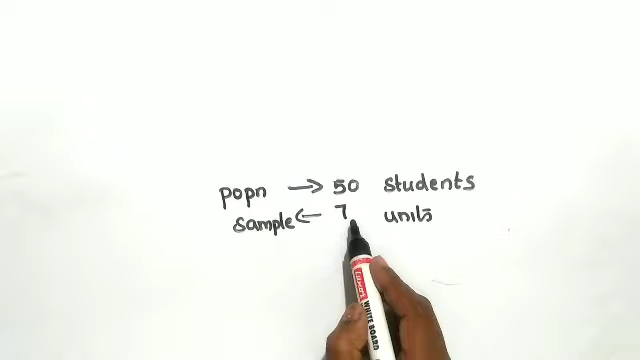 popn → 50 students
sample ← 7 units
WHITE BOARD